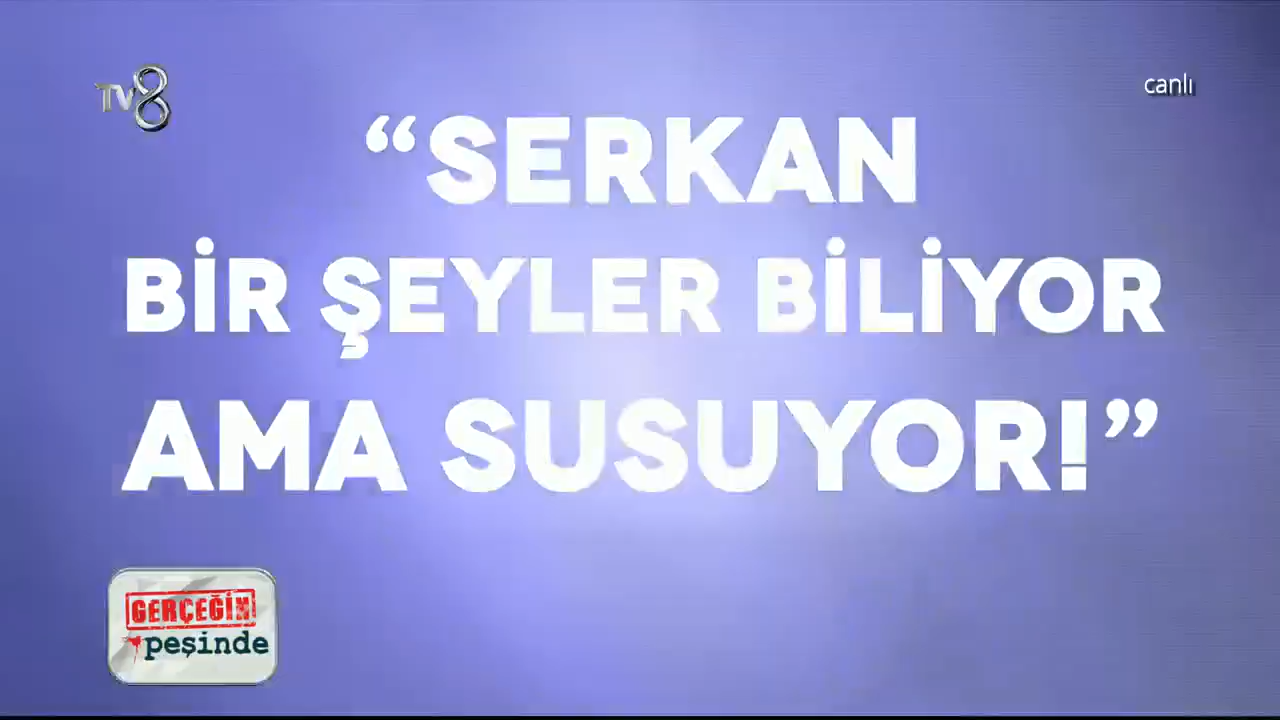 TV8
canlı
“SERKAN
BİR ŞEYLER BİLİYOR
AMA SUSUYOR!”
GERÇEĞİN
peşinde